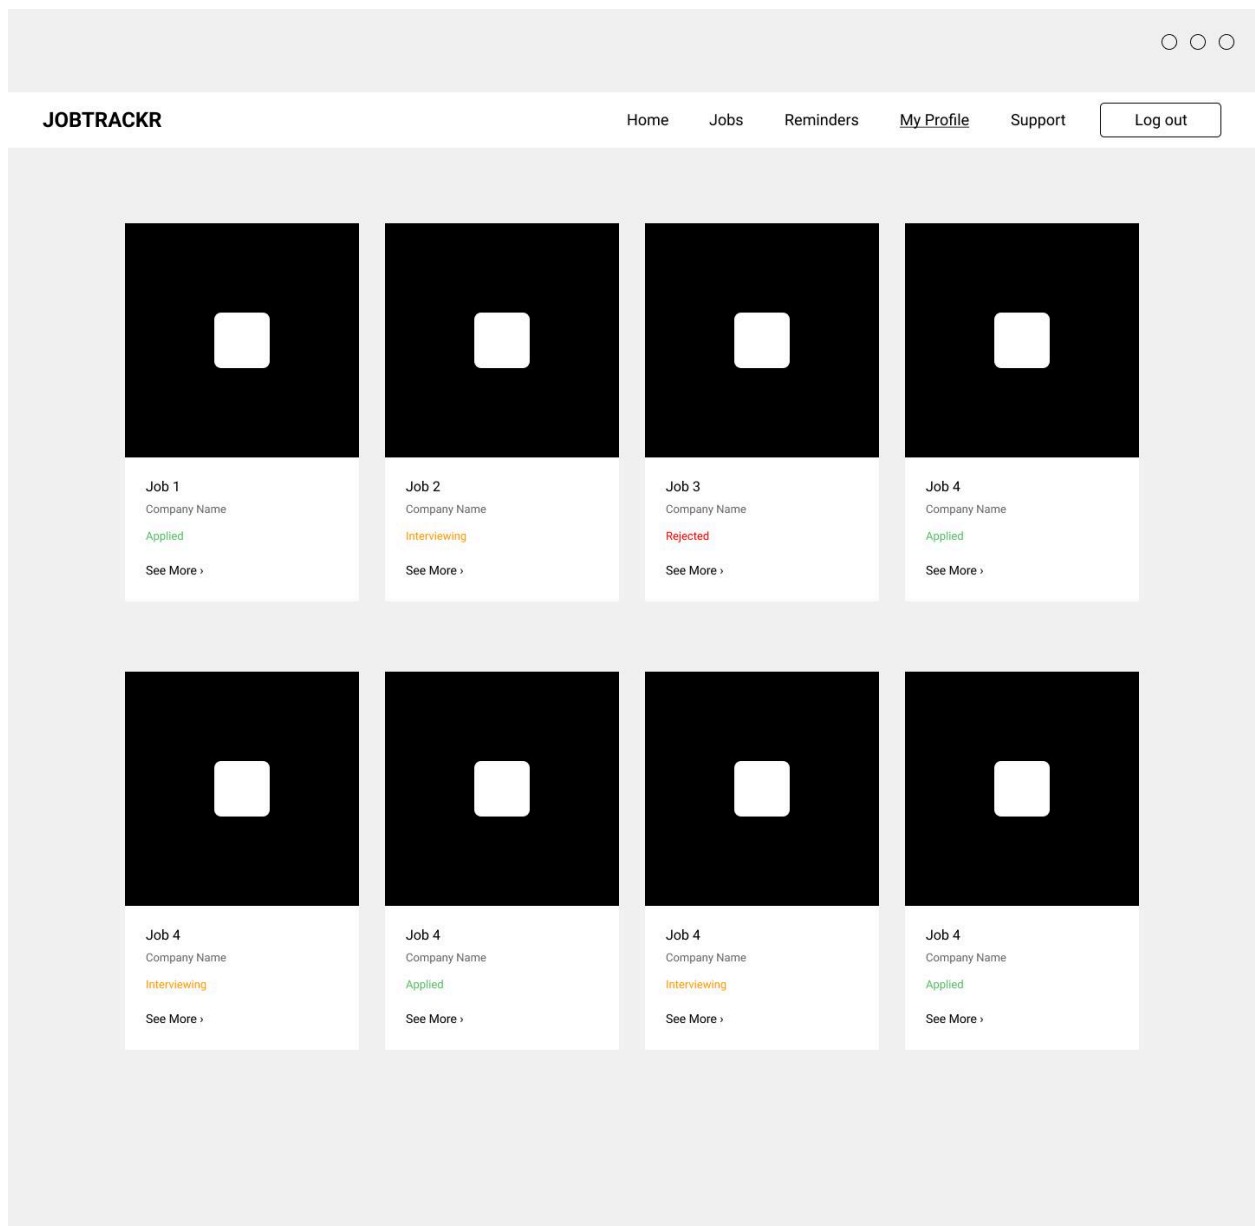 JOBTRACKR
Home Jobs Reminders My Profile Support Log out
Job 1
Company Name
Applied
See More ›
Job 2
Company Name
Interviewing
See More ›
Job 3
Company Name
Rejected
See More ›
Job 4
Company Name
Applied
See More ›
Job 4
Company Name
Interviewing
See More ›
Job 4
Company Name
Applied
See More ›
Job 4
Company Name
Interviewing
See More ›
Job 4
Company Name
Applied
See More ›